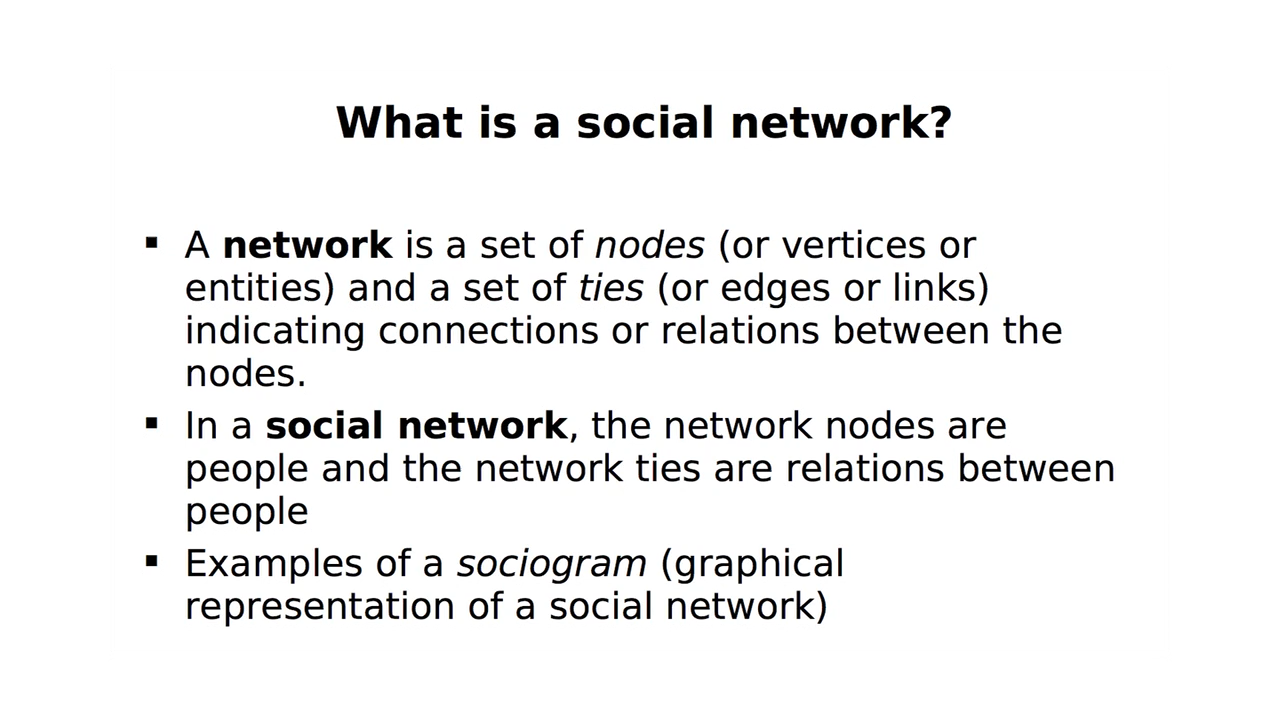 What is a social network?
▪ A network is a set of nodes (or vertices or
entities) and a set of ties (or edges or links)
indicating connections or relations between the
nodes.
▪ In a social network, the network nodes are
people and the network ties are relations between
people
▪ Examples of a sociogram (graphical
representation of a social network)